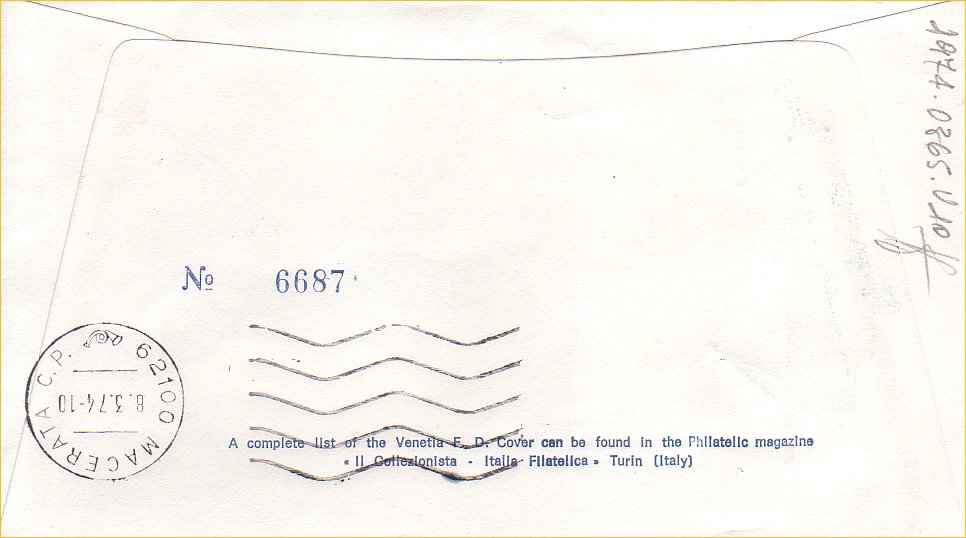 1974.0265.V10
Nº 6687
62100 MACERATA C.P.
8.3.74-10
A complete list of the Venetia F. D. Cover can be found in the Philatelic magazine
« Il Collezionista - Italia Filatelica » Turin (Italy)